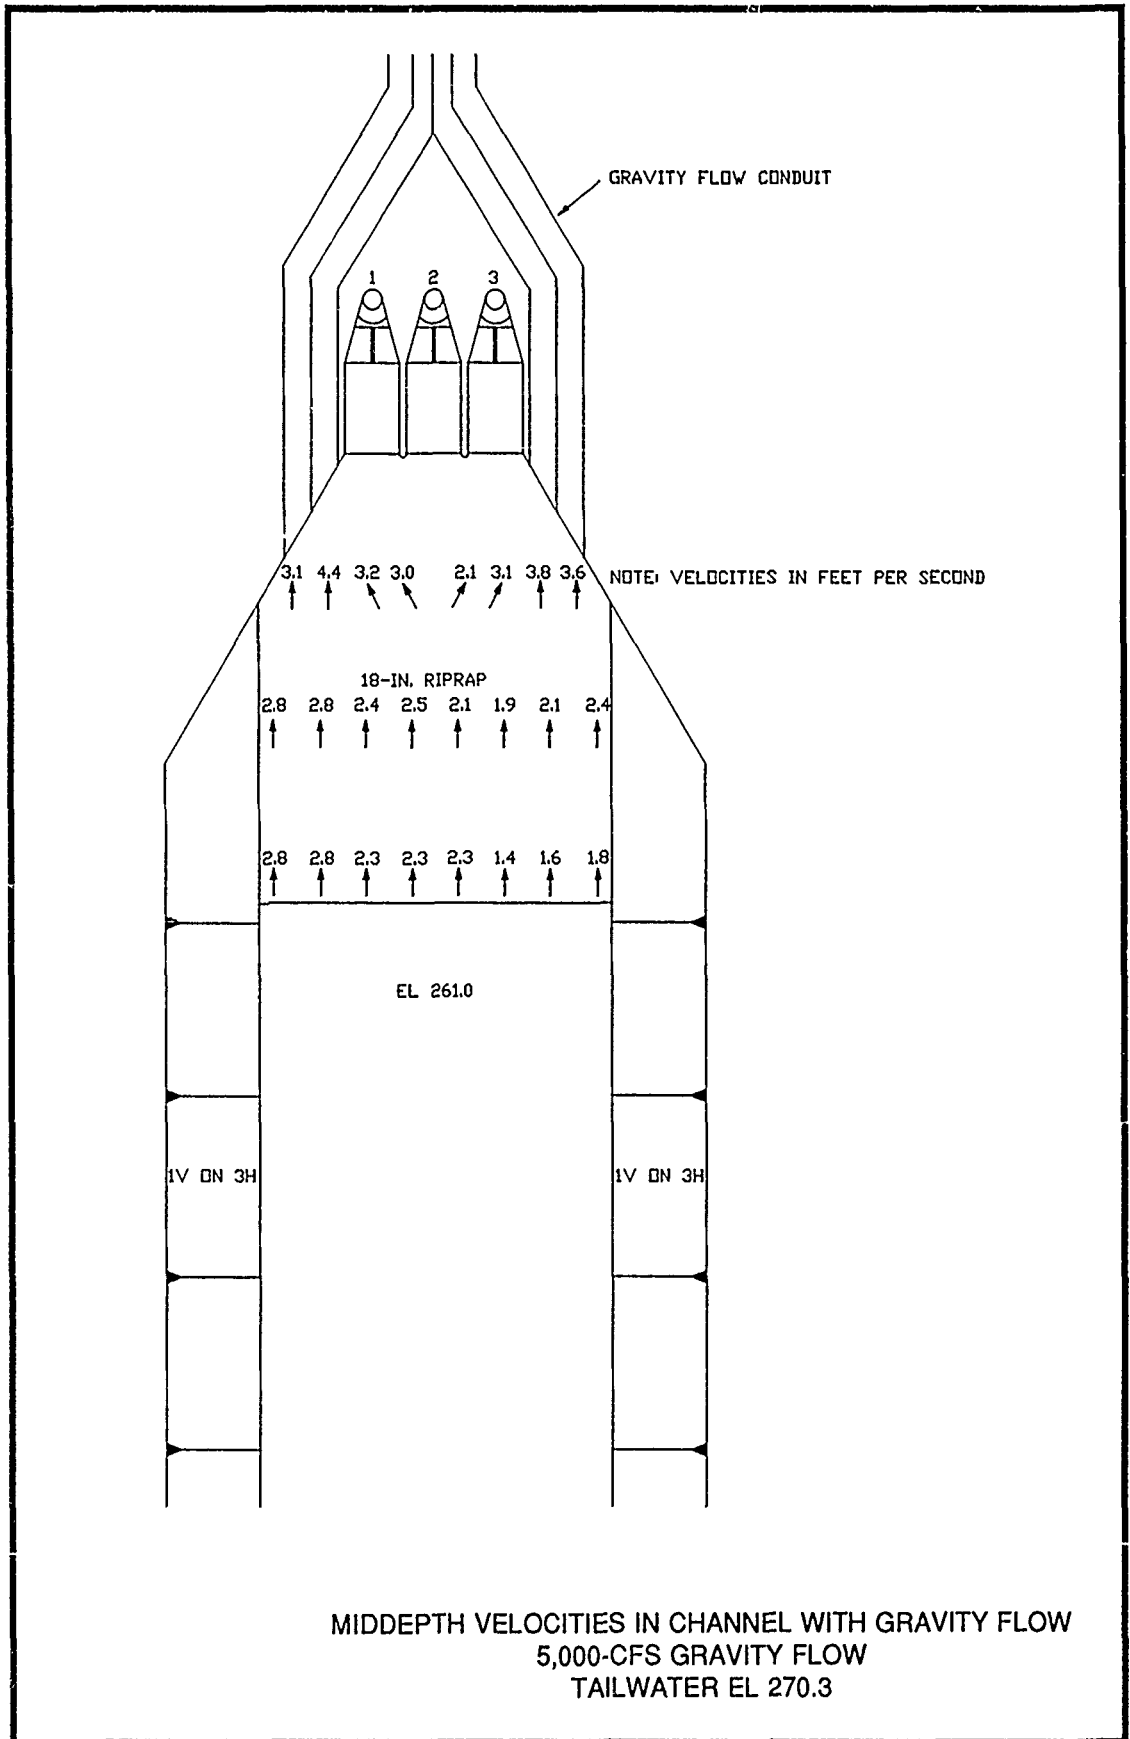 GRAVITY FLOW CONDUIT
1 2 3
3.1 4.4 3.2 3.0 2.1 3.1 3.8 3.6 NOTE: VELOCITIES IN FEET PER SECOND
18-IN. RIPRAP
2.8 2.8 2.4 2.5 2.1 1.9 2.1 2.4
2.8 2.8 2.3 2.3 2.3 1.4 1.6 1.8
EL 261.0
1V ON 3H 1V ON 3H
MIDDEPTH VELOCITIES IN CHANNEL WITH GRAVITY FLOW
5,000-CFS GRAVITY FLOW
TAILWATER EL 270.3